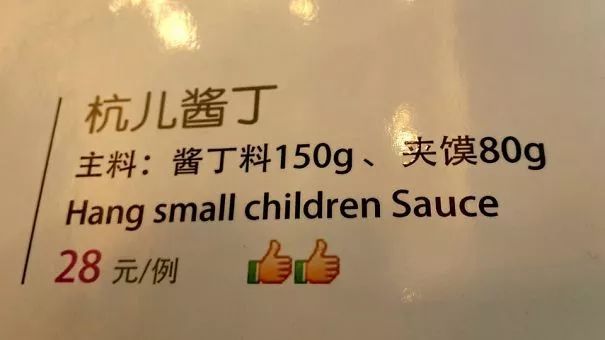 杭儿酱丁
主料：酱丁料150g、夹馍80g
Hang small children Sauce
28 元/例